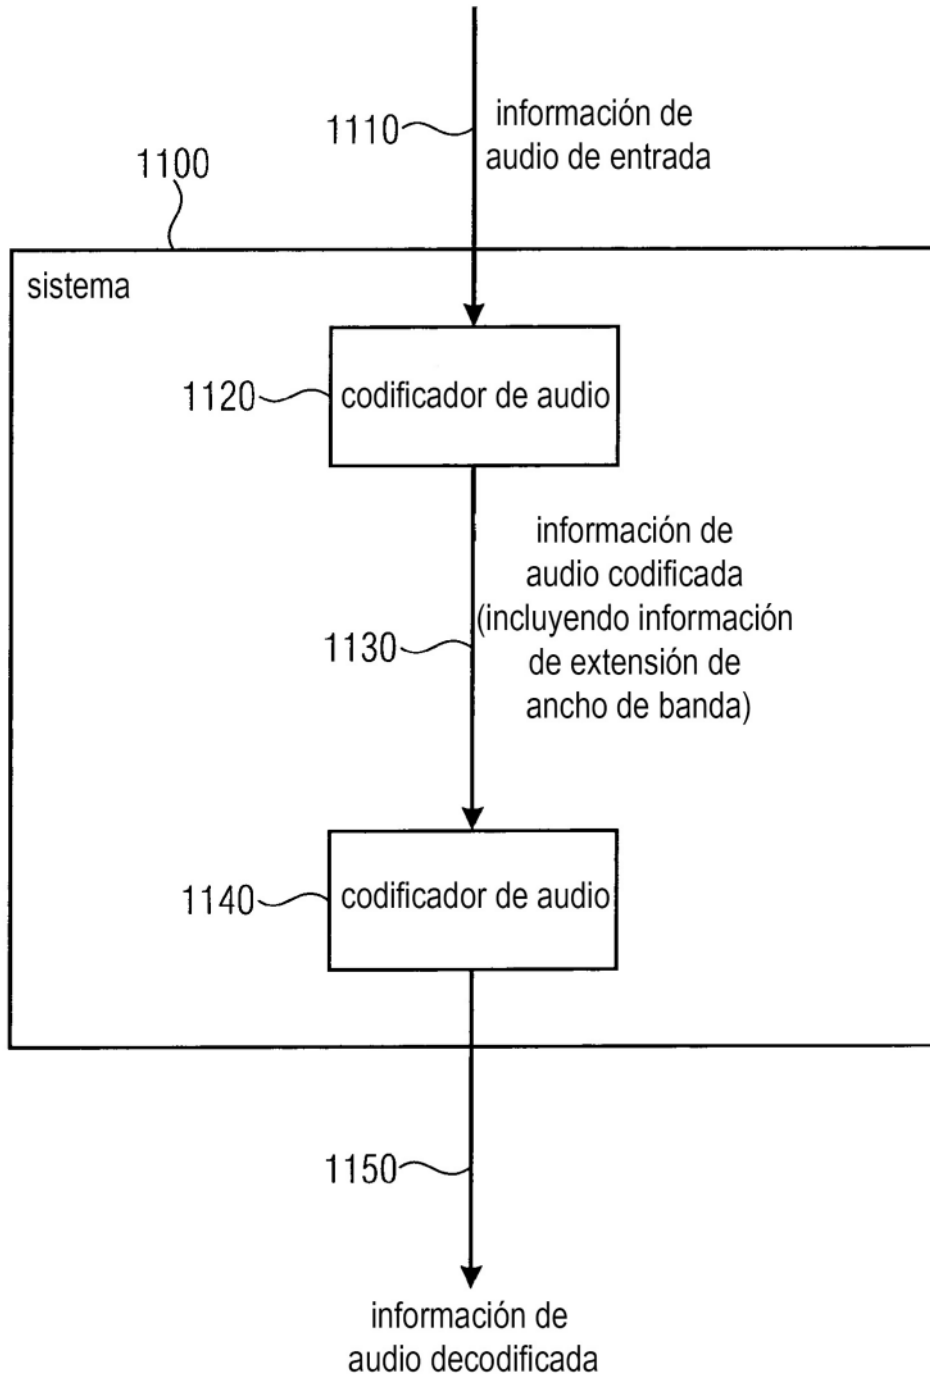 1110
información de
audio de entrada
1100
sistema
1120
codificador de audio
información de
audio codificada
(incluyendo información
de extensión de
ancho de banda)
1130
1140
codificador de audio
1150
información de
audio decodificada